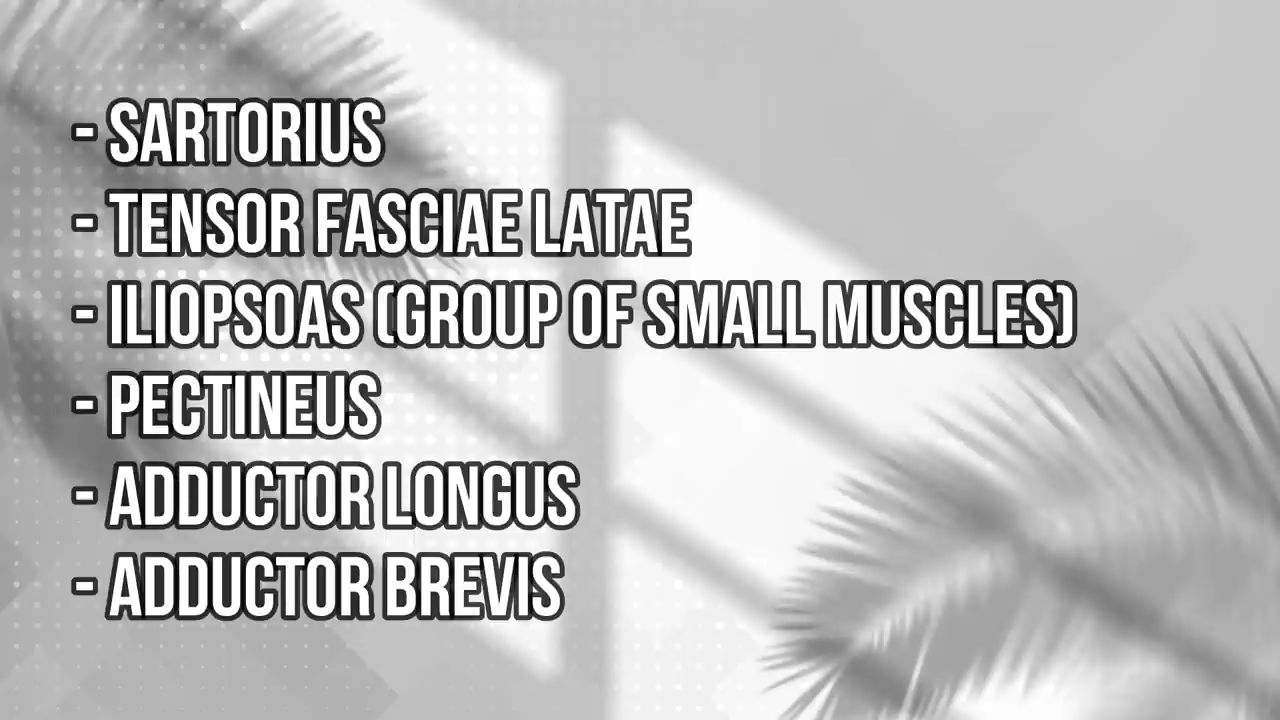 - SARTORIUS
- TENSOR FASCIAE LATAE
- ILIOPSOAS (GROUP OF SMALL MUSCLES)
- PECTINEUS
- ADDUCTOR LONGUS
- ADDUCTOR BREVIS